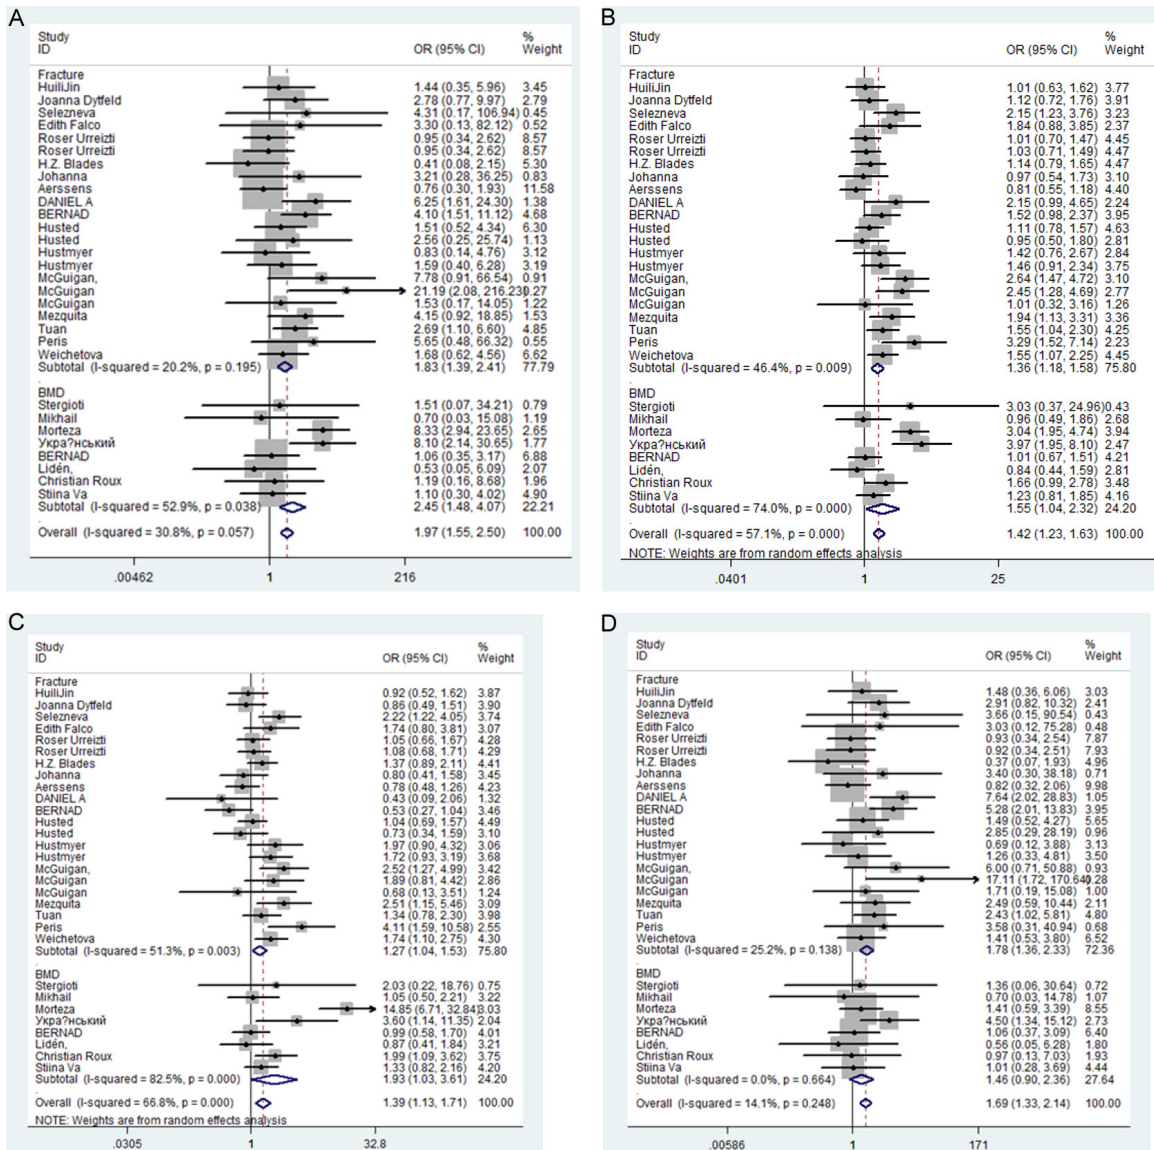 A
Study %
ID OR (95% CI) Weight
Fracture
HuiliJin 1.44 (0.35, 5.96) 3.45
Joanna Dytfeld 2.78 (0.77, 9.97) 2.79
Selezneva 4.31 (0.17, 106.94) 0.45
Edith Falco 3.30 (0.13, 82.12) 0.52
Roser Urreizti 0.95 (0.34, 2.62) 8.57
Roser Urreizti 0.95 (0.34, 2.62) 8.57
H.Z. Blades 0.41 (0.08, 2.15) 5.30
Johanna 3.21 (0.28, 36.25) 0.83
Aerssens 0.76 (0.30, 1.93) 11.58
DANIEL A 6.25 (1.61, 24.30) 1.38
BERNAD 4.10 (1.51, 11.12) 4.68
Husted 1.51 (0.52, 4.34) 6.30
Husted 2.56 (0.25, 25.74) 1.13
Hustmyer 0.83 (0.14, 4.76) 3.12
Hustmyer 1.59 (0.40, 6.28) 3.19
McGuigan, 7.78 (0.91, 66.54) 0.91
McGuigan 21.19 (2.08, 216.23)0.27
McGuigan 1.53 (0.17, 14.05) 1.22
Mezquita 4.15 (0.92, 18.85) 1.53
Tuan 2.69 (1.10, 6.60) 4.85
Peris 5.65 (0.48, 66.32) 0.55
Weichetova 1.68 (0.62, 4.56) 6.62
Subtotal (I-squared = 20.2%, p = 0.195) 1.83 (1.39, 2.41) 77.79
.
BMD
Stergioti 1.51 (0.07, 34.21) 0.79
Mikhail 0.70 (0.03, 15.08) 1.19
Morteza 8.33 (2.94, 23.65) 2.65
Укра?нський 8.10 (2.14, 30.65) 1.77
BERNAD 1.06 (0.35, 3.17) 6.88
Lidén, 0.53 (0.05, 6.09) 2.07
Christian Roux 1.19 (0.16, 8.68) 1.96
Stiina Va 1.10 (0.30, 4.02) 4.90
Subtotal (I-squared = 52.9%, p = 0.038) 2.45 (1.48, 4.07) 22.21
.
Overall (I-squared = 30.8%, p = 0.057) 1.97 (1.55, 2.50) 100.00
.00462 1 216
B
Study %
ID OR (95% CI) Weight
Fracture
HuiliJin 1.01 (0.63, 1.62) 3.77
Joanna Dytfeld 1.12 (0.72, 1.76) 3.91
Selezneva 2.15 (1.23, 3.76) 3.23
Edith Falco 1.84 (0.88, 3.85) 2.37
Roser Urreizti 1.01 (0.70, 1.47) 4.45
Roser Urreizti 1.03 (0.71, 1.49) 4.47
H.Z. Blades 1.14 (0.79, 1.65) 4.47
Johanna 0.97 (0.54, 1.73) 3.10
Aerssens 0.81 (0.55, 1.18) 4.40
DANIEL A 2.15 (0.99, 4.65) 2.24
BERNAD 1.52 (0.98, 2.37) 3.95
Husted 1.11 (0.78, 1.57) 4.63
Husted 0.95 (0.50, 1.80) 2.81
Hustmyer 1.42 (0.76, 2.67) 2.84
Hustmyer 1.46 (0.91, 2.34) 3.75
McGuigan, 2.64 (1.47, 4.72) 3.10
McGuigan 2.45 (1.28, 4.69) 2.77
McGuigan 1.01 (0.32, 3.16) 1.26
Mezquita 1.94 (1.13, 3.31) 3.36
Tuan 1.55 (1.04, 2.30) 4.25
Peris 3.29 (1.52, 7.14) 2.23
Weichetova 1.55 (1.07, 2.25) 4.45
Subtotal (I-squared = 46.4%, p = 0.009) 1.36 (1.18, 1.58) 75.80
.
BMD
Stergioti 3.03 (0.37, 24.96)0.43
Mikhail 0.96 (0.49, 1.86) 2.68
Morteza 3.04 (1.95, 4.74) 3.94
Укра?нський 3.97 (1.95, 8.10) 2.47
BERNAD 1.01 (0.67, 1.51) 4.21
Lidén, 0.84 (0.44, 1.59) 2.81
Christian Roux 1.66 (0.99, 2.78) 3.48
Stiina Va 1.23 (0.81, 1.85) 4.16
Subtotal (I-squared = 74.0%, p = 0.000) 1.55 (1.04, 2.32) 24.20
.
Overall (I-squared = 57.1%, p = 0.000) 1.42 (1.23, 1.63) 100.00
NOTE: Weights are from random effects analysis
.0401 1 25
C
Study %
ID OR (95% CI) Weight
Fracture
HuiliJin 0.92 (0.52, 1.62) 3.87
Joanna Dytfeld 0.86 (0.49, 1.51) 3.90
Selezneva 2.22 (1.22, 4.05) 3.74
Edith Falco 1.74 (0.80, 3.81) 3.07
Roser Urreizti 1.05 (0.66, 1.67) 4.28
Roser Urreizti 1.08 (0.68, 1.71) 4.29
H.Z. Blades 1.37 (0.89, 2.11) 4.41
Johanna 0.80 (0.41, 1.58) 3.45
Aerssens 0.78 (0.48, 1.26) 4.23
DANIEL A 0.43 (0.09, 2.06) 1.32
BERNAD 0.53 (0.27, 1.04) 3.46
Husted 1.04 (0.69, 1.57) 4.49
Husted 0.73 (0.34, 1.59) 3.10
Hustmyer 1.97 (0.90, 4.32) 3.06
Hustmyer 1.72 (0.93, 3.19) 3.68
McGuigan, 2.52 (1.27, 4.99) 3.42
McGuigan 1.89 (0.81, 4.42) 2.86
McGuigan 0.68 (0.13, 3.51) 1.24
Mezquita 2.51 (1.15, 5.46) 3.09
Tuan 1.34 (0.78, 2.30) 3.98
Peris 4.11 (1.59, 10.58) 2.55
Weichetova 1.74 (1.10, 2.75) 4.30
Subtotal (I-squared = 51.3%, p = 0.003) 1.27 (1.04, 1.53) 75.80
.
BMD
Stergioti 2.03 (0.22, 18.76) 0.75
Mikhail 1.05 (0.50, 2.21) 3.22
Morteza 14.85 (6.71, 32.84)3.03
Укра?нський 3.60 (1.14, 11.35) 2.04
BERNAD 0.99 (0.58, 1.70) 4.01
Lidén, 0.87 (0.41, 1.84) 3.21
Christian Roux 1.99 (1.09, 3.62) 3.75
Stiina Va 1.33 (0.82, 2.16) 4.20
Subtotal (I-squared = 82.5%, p = 0.000) 1.93 (1.03, 3.61) 24.20
.
Overall (I-squared = 66.8%, p = 0.000) 1.39 (1.13, 1.71) 100.00
NOTE: Weights are from random effects analysis
.0305 1 32.8
D
Study %
ID OR (95% CI) Weight
Fracture
HuiliJin 1.48 (0.36, 6.06) 3.03
Joanna Dytfeld 2.91 (0.82, 10.32) 2.41
Selezneva 3.66 (0.15, 90.54) 0.43
Edith Falco 3.03 (0.12, 75.28) 0.48
Roser Urreizti 0.93 (0.34, 2.54) 7.87
Roser Urreizti 0.92 (0.34, 2.51) 7.93
H.Z. Blades 0.37 (0.07, 1.93) 4.96
Johanna 3.40 (0.30, 38.18) 0.71
Aerssens 0.82 (0.32, 2.06) 9.98
DANIEL A 7.64 (2.02, 28.83) 1.05
BERNAD 5.28 (2.01, 13.83) 3.95
Husted 1.49 (0.52, 4.27) 5.65
Husted 2.85 (0.29, 28.19) 0.96
Hustmyer 0.69 (0.12, 3.88) 3.13
Hustmyer 1.26 (0.33, 4.81) 3.50
McGuigan, 6.00 (0.71, 50.88) 0.93
McGuigan 17.11 (1.72, 170.64)0.28
McGuigan 1.71 (0.19, 15.08) 1.00
Mezquita 2.49 (0.59, 10.44) 2.11
Tuan 2.43 (1.02, 5.81) 4.80
Peris 3.58 (0.31, 40.94) 0.68
Weichetova 1.41 (0.53, 3.80) 6.52
Subtotal (I-squared = 25.2%, p = 0.138) 1.78 (1.36, 2.33) 72.36
.
BMD
Stergioti 1.36 (0.06, 30.64) 0.72
Mikhail 0.70 (0.03, 14.78) 1.07
Morteza 1.41 (0.59, 3.39) 8.55
Укра?нський 4.50 (1.34, 15.12) 2.73
BERNAD 1.06 (0.37, 3.09) 6.40
Lidén, 0.56 (0.05, 6.28) 1.80
Christian Roux 0.97 (0.13, 7.03) 1.93
Stiina Va 1.01 (0.28, 3.69) 4.44
Subtotal (I-squared = 0.0%, p = 0.664) 1.46 (0.90, 2.36) 27.64
.
Overall (I-squared = 14.1%, p = 0.248) 1.69 (1.33, 2.14) 100.00
.00586 1 171